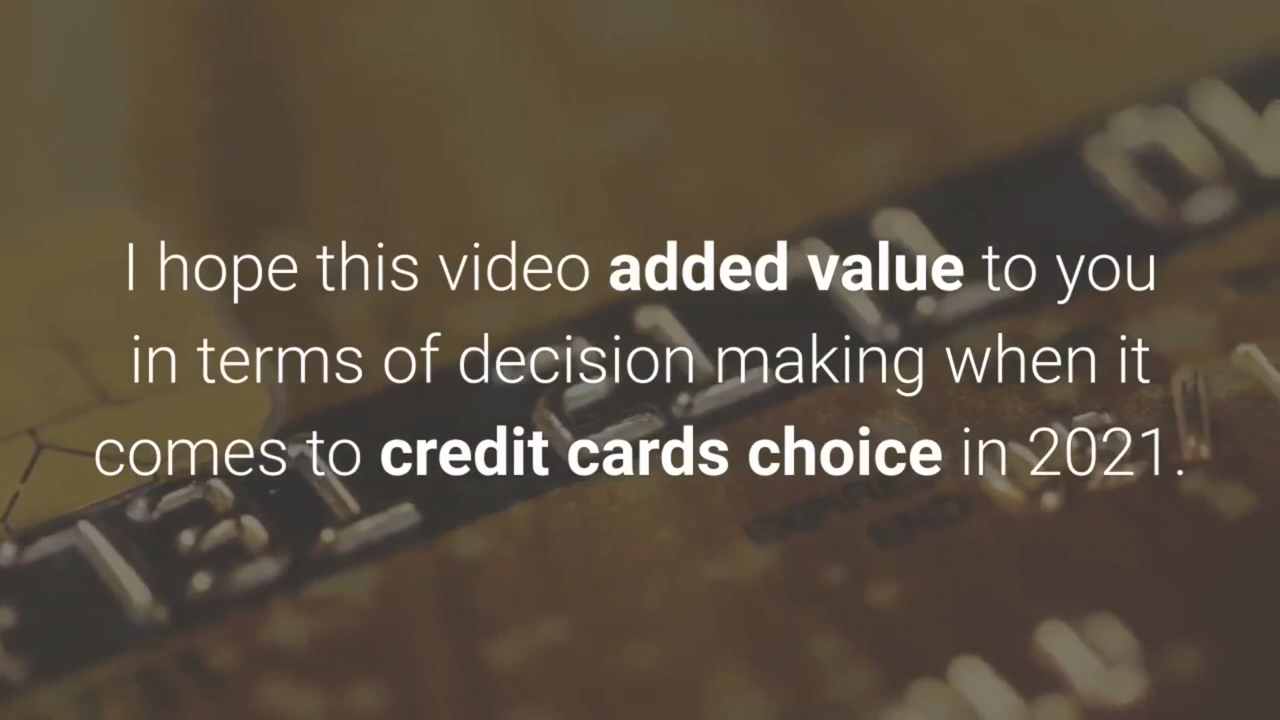 I hope this video added value to you
in terms of decision making when it
comes to credit cards choice in 2021.